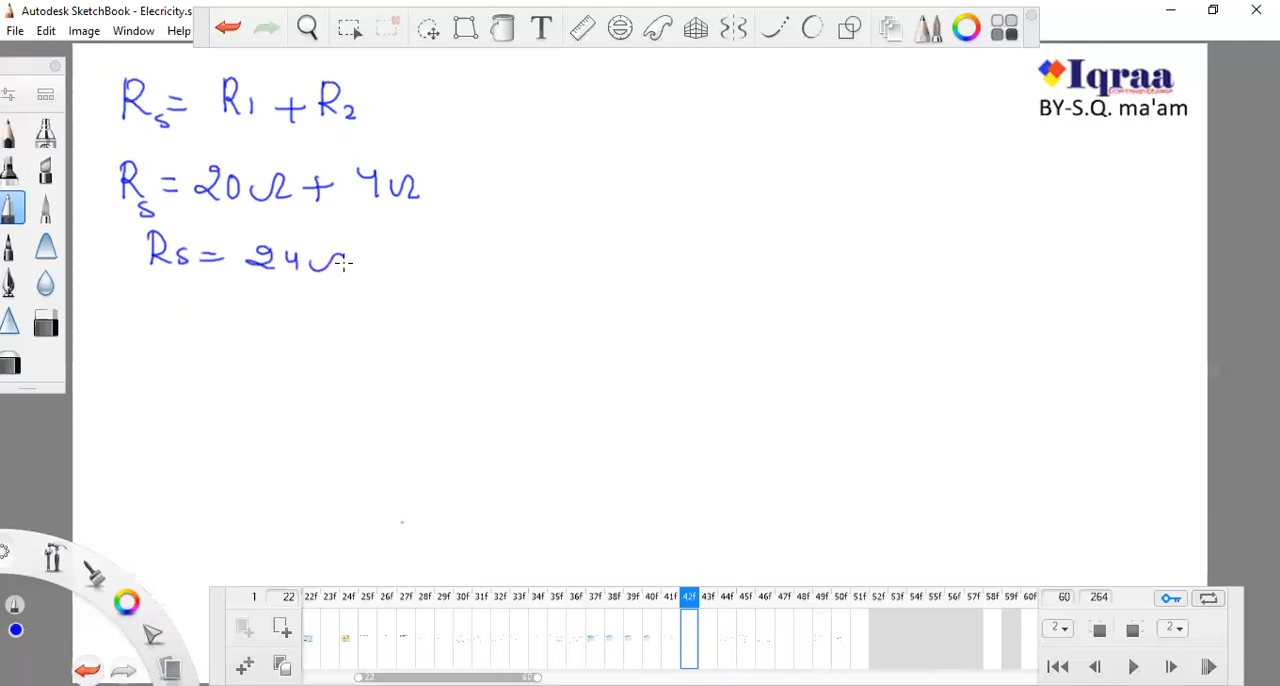 Autodesk SketchBook - Elecricity.s
File Edit Image Window Help
Iqraa
BY-S.Q. ma'am
Rs = R1 + R2
Rs = 20Ω + 4Ω
Rs = 24Ω
1 22 22f 23f 24f 25f 26f 27f 28f 29f 30f 31f 32f 33f 34f 35f 36f 37f 38f 39f 40f 41f 42f 43f 44f 45f 46f 47f 48f 49f 50f 51f 52f 53f 54f 55f 56f 57f 58f 59f 60f 60 264
2 2
22 60